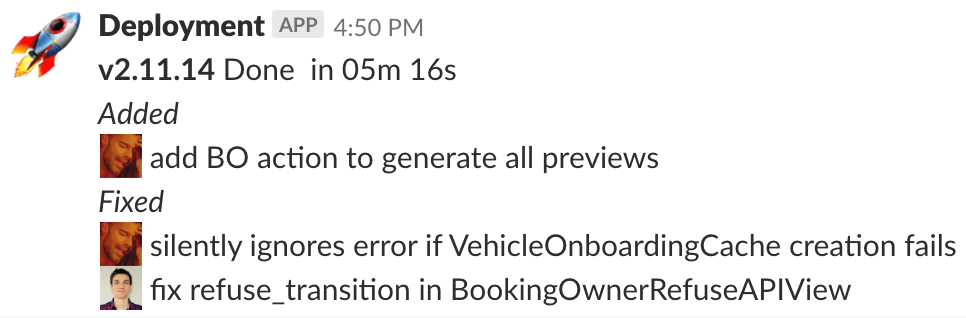 Deployment APP 4:50 PM
v2.11.14 Done in 05m 16s
Added
add BO action to generate all previews
Fixed
silently ignores error if VehicleOnboardingCache creation fails
fix refuse_transition in BookingOwnerRefuseAPIView